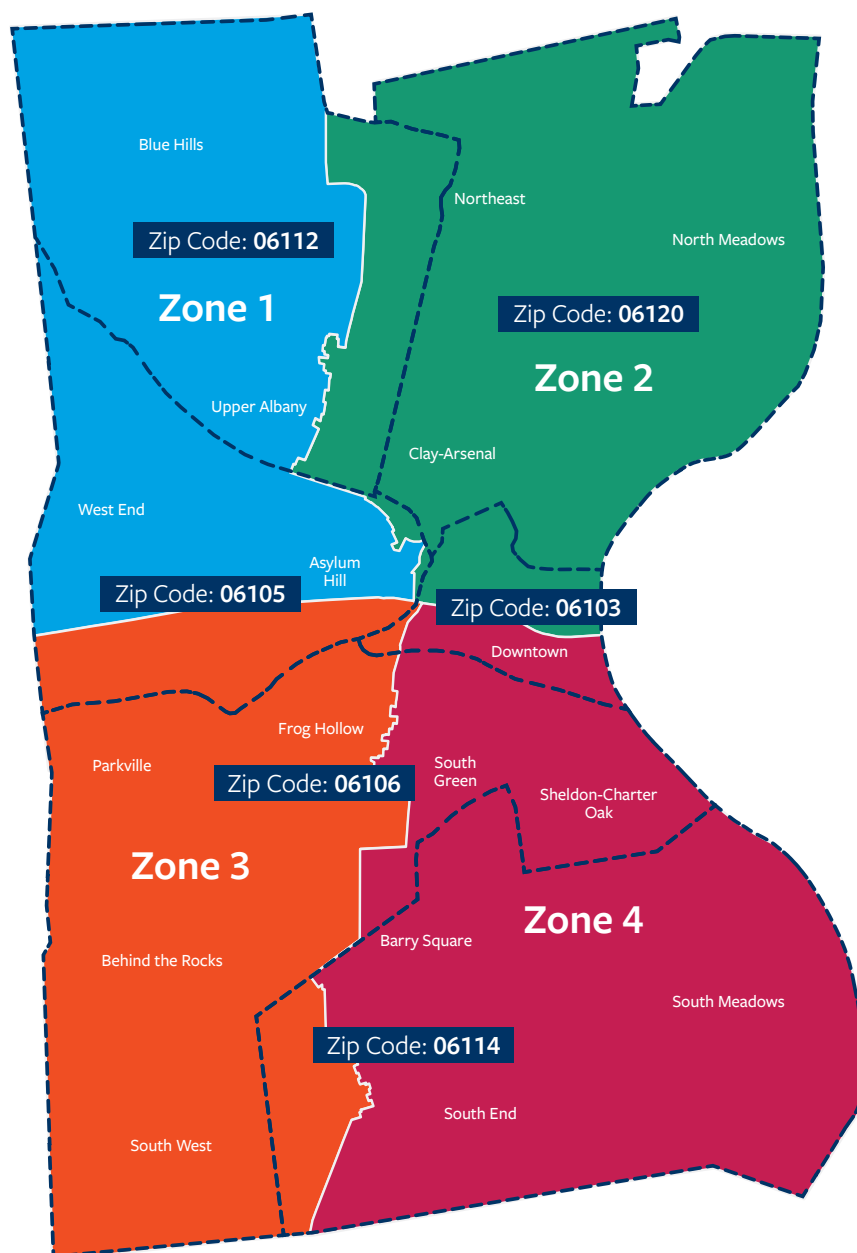 Blue Hills
Northeast
Zip Code: 06112
North Meadows
Zone 1
Zip Code: 06120
Zone 2
Upper Albany
Clay-Arsenal
West End
Asylum
Hill
Zip Code: 06105
Zip Code: 06103
Downtown
Frog Hollow
Parkville
South
Green
Zip Code: 06106
Sheldon-Charter
Oak
Zone 3
Zone 4
Barry Square
Behind the Rocks
South Meadows
Zip Code: 06114
South End
South West